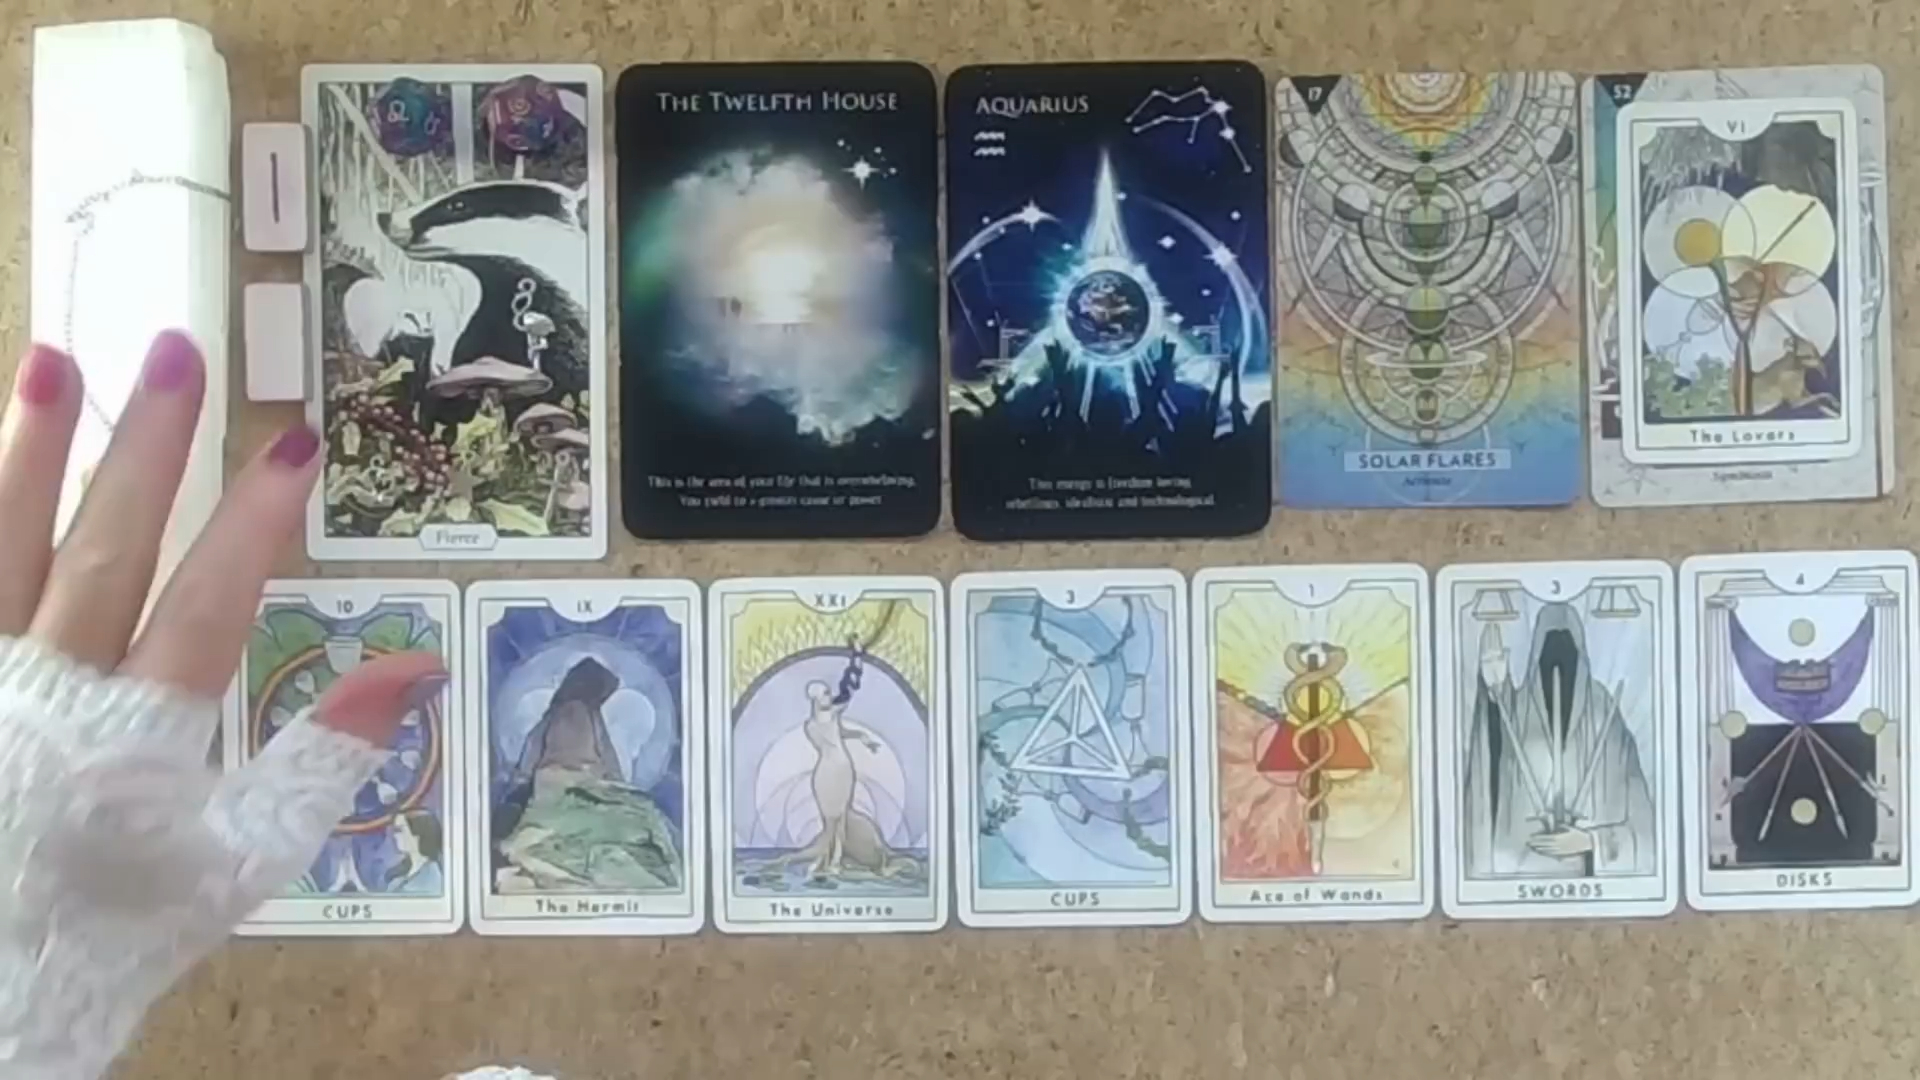 THE TWELFTH HOUSE
AQUARIUS
17
52
VI
This is the area of your life that is overwhelming.
You yield to a greater cause or power
This energy is freedom loving,
rebellious, idealistic and technological.
SOLAR FLARES
Activate
The Lovers
Symbiosis
Fierce
10
IX
XXI
3
1
3
4
CUPS
The Hermit
The Universe
CUPS
Ace of Wands
SWORDS
DISKS